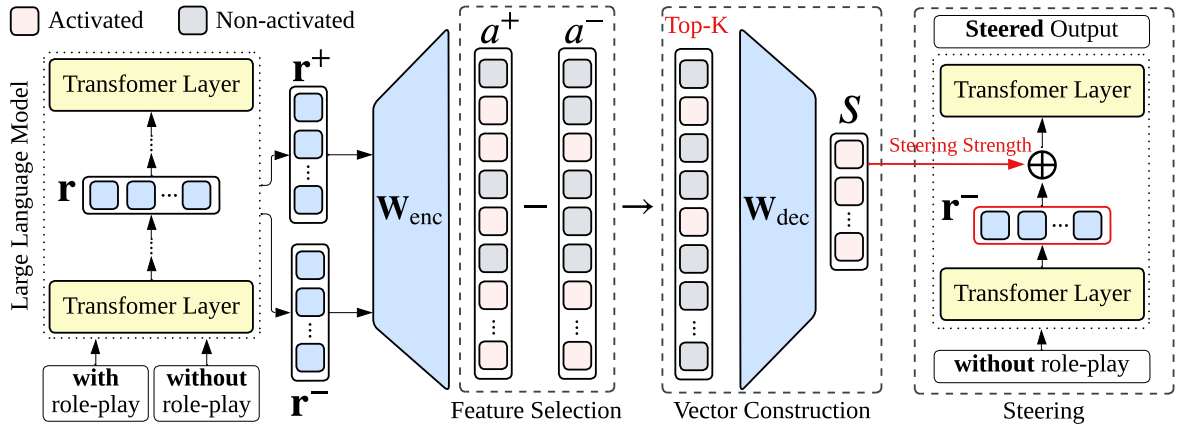 Activated
Non-activated
Large Language Model
Transfomer Layer
r
...
Transfomer Layer
with
role-play
without
role-play
r+
...
r−
...
Wenc
a+
a−
−
...
...
Feature Selection
→
Top-K
...
Wdec
S
...
Vector Construction
Steering Strength
Steered Output
Transfomer Layer
⊕
r−
...
Transfomer Layer
without role-play
Steering